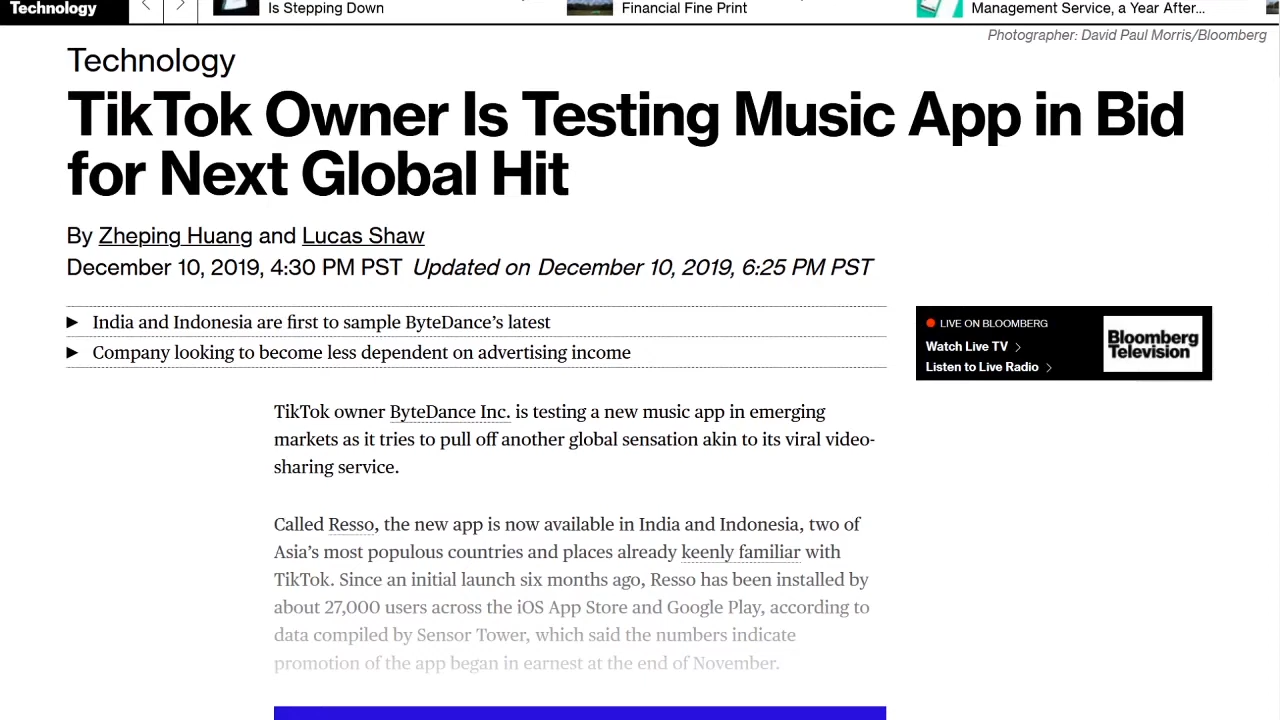 Technology
Is Stepping Down
Financial Fine Print
Management Service, a Year After...
Photographer: David Paul Morris/Bloomberg
Technology
TikTok Owner Is Testing Music App in Bid
for Next Global Hit
By Zheping Huang and Lucas Shaw
December 10, 2019, 4:30 PM PST Updated on December 10, 2019, 6:25 PM PST
► India and Indonesia are first to sample ByteDance’s latest
► Company looking to become less dependent on advertising income
LIVE ON BLOOMBERG
Watch Live TV
Listen to Live Radio
Bloomberg
Television
TikTok owner ByteDance Inc. is testing a new music app in emerging
markets as it tries to pull off another global sensation akin to its viral video-
sharing service.
Called Resso, the new app is now available in India and Indonesia, two of
Asia’s most populous countries and places already keenly familiar with
TikTok. Since an initial launch six months ago, Resso has been installed by
about 27,000 users across the iOS App Store and Google Play, according to
data compiled by Sensor Tower, which said the numbers indicate
promotion of the app began in earnest at the end of November.